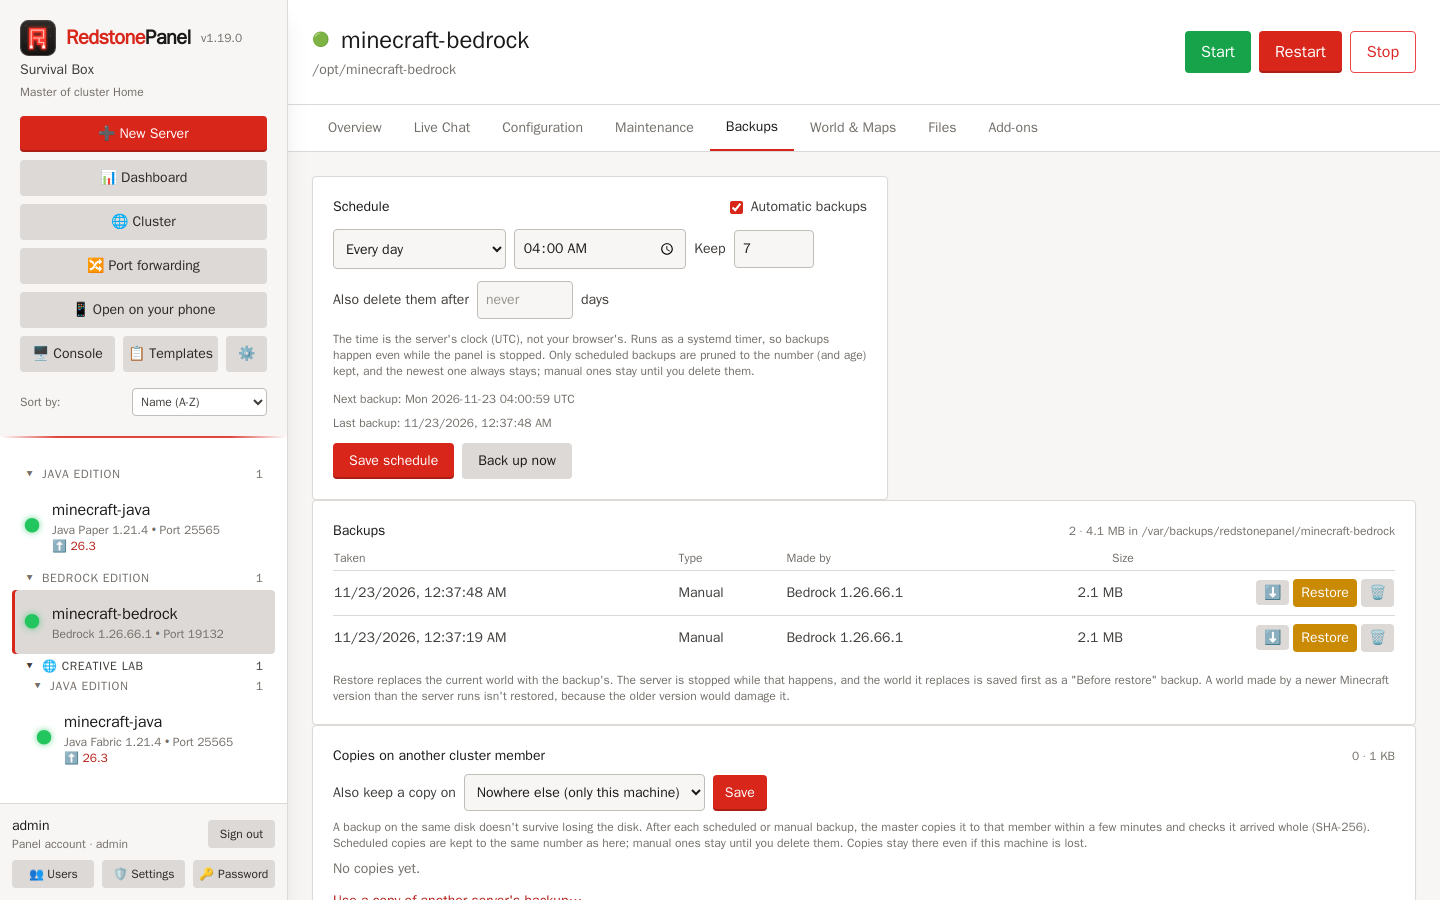 RedstonePanel v1.19.0
Survival Box
Master of cluster Home
➕ New Server
📊 Dashboard
🌐 Cluster
🔀 Port forwarding
📱 Open on your phone
🖥️ Console 📋 Templates ⚙️
Sort by: Name (A-Z)
▼ JAVA EDITION 1
minecraft-java
Java Paper 1.21.4 • Port 25565
⬆️ 26.3
▼ BEDROCK EDITION 1
minecraft-bedrock
Bedrock 1.26.66.1 • Port 19132
▼ 🌐 CREATIVE LAB 1
▼ JAVA EDITION 1
minecraft-java
Java Fabric 1.21.4 • Port 25565
⬆️ 26.3
admin
Panel account · admin
Sign out
👥 Users 🛡️ Settings 🔑 Password
minecraft-bedrock
/opt/minecraft-bedrock
Start Restart Stop
Overview Live Chat Configuration Maintenance Backups World & Maps Files Add-ons
Schedule Automatic backups
Every day 04:00 AM Keep 7
Also delete them after never days
The time is the server's clock (UTC), not your browser's. Runs as a systemd timer, so backups
happen even while the panel is stopped. Only scheduled backups are pruned to the number (and age)
kept, and the newest one always stays; manual ones stay until you delete them.
Next backup: Mon 2026-11-23 04:00:59 UTC
Last backup: 11/23/2026, 12:37:48 AM
Save schedule Back up now
Backups 2 · 4.1 MB in /var/backups/redstonepanel/minecraft-bedrock
Taken Type Made by Size
11/23/2026, 12:37:48 AM Manual Bedrock 1.26.66.1 2.1 MB ⬇️ Restore 🗑️
11/23/2026, 12:37:19 AM Manual Bedrock 1.26.66.1 2.1 MB ⬇️ Restore 🗑️
Restore replaces the current world with the backup's. The server is stopped while that happens, and the world it replaces is saved first as a "Before restore" backup. A world made by a newer Minecraft
version than the server runs isn't restored, because the older version would damage it.
Copies on another cluster member 0 · 1 KB
Also keep a copy on Nowhere else (only this machine) Save
A backup on the same disk doesn't survive losing the disk. After each scheduled or manual backup, the master copies it to that member within a few minutes and checks it arrived whole (SHA-256).
Scheduled copies are kept to the same number as here; manual ones stay until you delete them. Copies stay there even if this machine is lost.
No copies yet.
Use a copy of another server's backup…